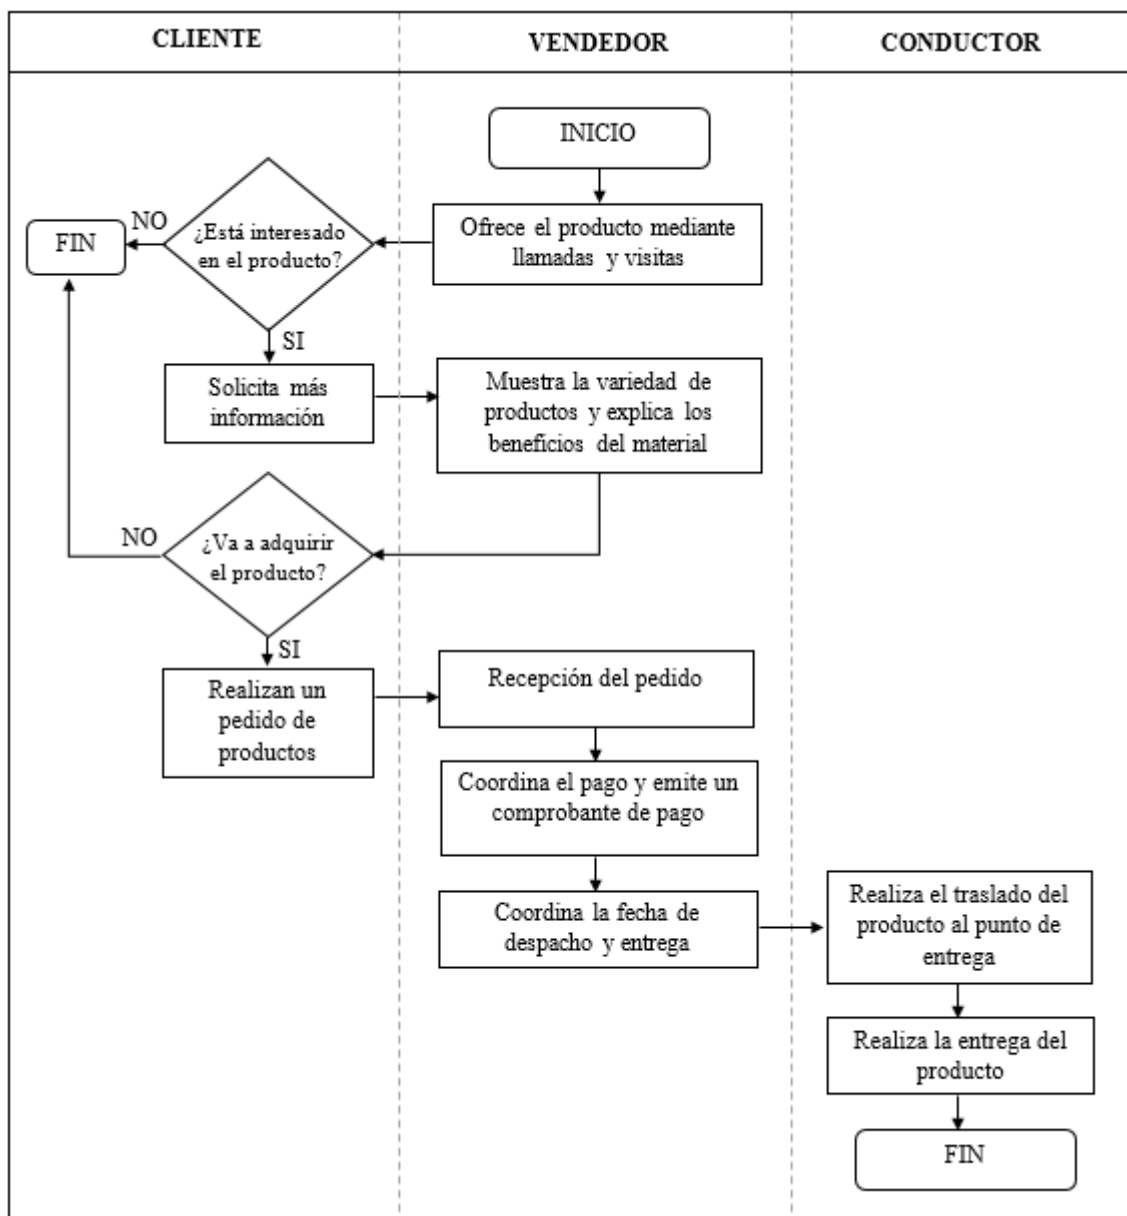 CLIENTE
VENDEDOR
CONDUCTOR
INICIO
Ofrece el producto mediante
llamadas y visitas
¿Está interesado
en el producto?
NO
FIN
SI
Solicita más
información
Muestra la variedad de
productos y explica los
beneficios del material
¿Va a adquirir
el producto?
NO
SI
Realizan un
pedido de
productos
Recepción del pedido
Coordina el pago y emite un
comprobante de pago
Coordina la fecha de
despacho y entrega
Realiza el traslado del
producto al punto de
entrega
Realiza la entrega del
producto
FIN